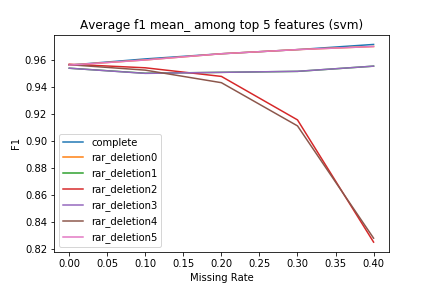 Average f1 mean_ among top 5 features (svm)
F1
0.96
0.94
0.92
0.90
0.88
0.86
0.84
0.82
complete
rar_deletion0
rar_deletion1
rar_deletion2
rar_deletion3
rar_deletion4
rar_deletion5
0.00 0.05 0.10 0.15 0.20 0.25 0.30 0.35 0.40
Missing Rate